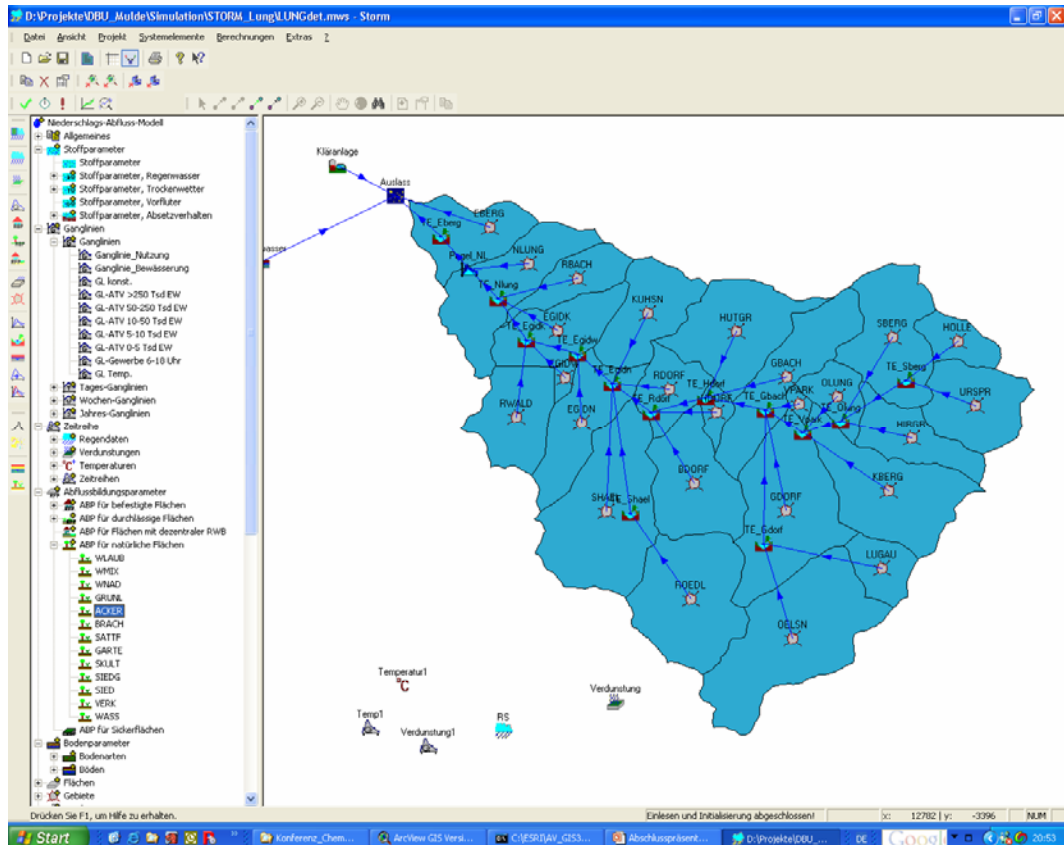 D:\Projekte\DBU_Mulde\Simulation\STORM_Lung\LUNGdet.mws - Storm
Datei Ansicht Projekt Systemelemente Berechnungen Extras ?
Niederschlags-Abfluss-Modell
Allgemeines
Stoffparameter
Stoffparameter
Stoffparameter, Regenwasser
Stoffparameter, Trockenwetter
Stoffparameter, Vorfluter
Stoffparameter, Absetzverhalten
Ganglinien
Ganglinien
Ganglinie_Nutzung
Ganglinie_Bewässerung
GL konst.
GL-ATV >250 Tsd EW
GL-ATV 50-250 Tsd EW
GL-ATV 10-50 Tsd EW
GL-ATV 5-10 Tsd EW
GL-ATV 0-5 Tsd EW
GL-Gewerbe 6-18 Uhr
GL Temp.
Tages-Ganglinien
Wochen-Ganglinien
Jahres-Ganglinien
Zeitreihe
Regendaten
Verdunstungen
Temperaturen
Zeitreihen
Abflussbildungsparameter
ABP für befestigte Flächen
ABP für durchlässige Flächen
ABP für Flächen mit dezentraler RWB
ABP für natürliche Flächen
WLAUB
WMIX
WNAD
GRUNL
ACKER
BRACH
SATTF
GARTE
SKULT
SIEDG
SIED
VERK
WASS
ABP für Sickerflächen
Bodenparameter
Bodenarten
Böden
Flächen
Gebiete
Kläranlage
Auslass
wasser
EBERG
TE_Eberg
NLUNG
Pegel_NL
RBACH
TE_Nlung
KUHSN
EGIDK
TE_Egidk
HUTGR
SBERG
HOLLE
TE_Egidw
EGIDW
TE_Egidn
RDORF
GBACH
TE_Sberg
TE_Hdorf
OLUNG
URSPR
RWALD
EGIDN
TE_Rdorf
TE_Gbach
VPARK
TE_Olung
TE_Vpark
HIRGR
BDORF
KBERG
SHAEL
TE_Shael
GDORF
TE_Gdorf
LUGAU
ROEDL
OELSN
Temperatur1
°C
Verdunstung
Temp1
RS
Verdunstung1
Drücken Sie F1, um Hilfe zu erhalten.
Einlesen und Initialisierung abgeschlossen!
x: 12782 y: -3396 NUM
Start
Konferenz_Chem...
ArcView GIS Versi...
C:\ESRI\AV_GIS3...
Abschlusspräsent...
D:\Projekte\DBU_...
DE
Google
20:53